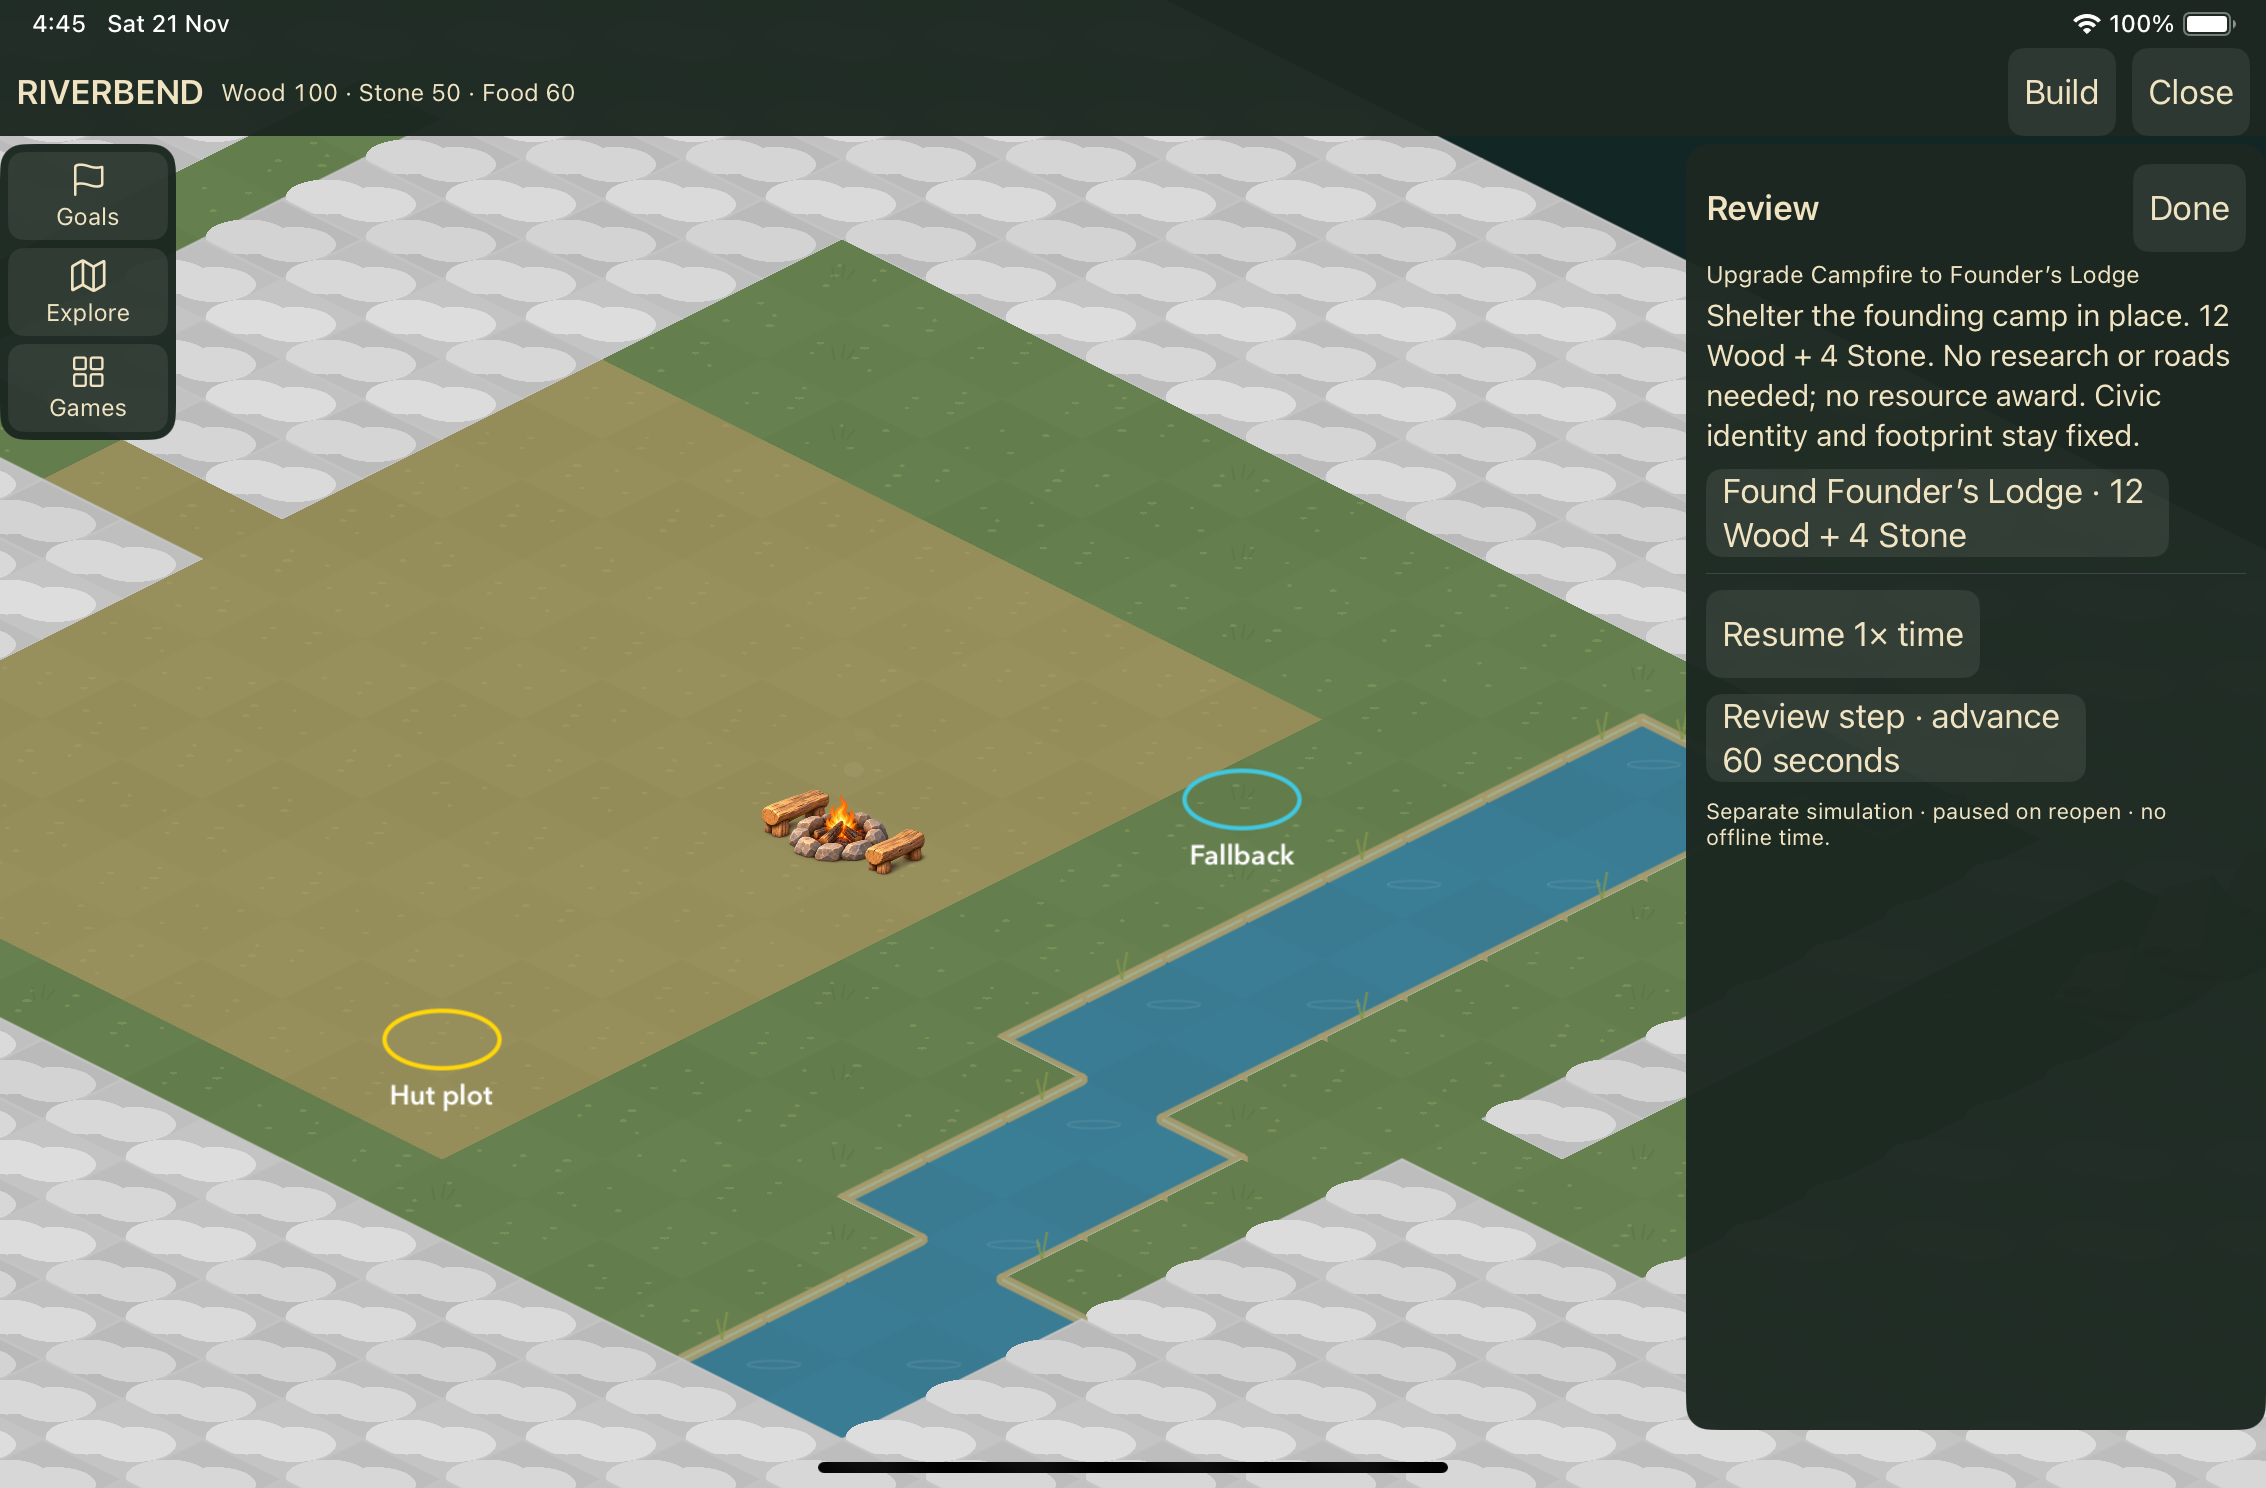 4:45 Sat 21 Nov
100%
RIVERBEND Wood 100 · Stone 50 · Food 60
Build Close
Goals
Explore
Games
Review
Done
Upgrade Campfire to Founder’s Lodge
Shelter the founding camp in place. 12
Wood + 4 Stone. No research or roads
needed; no resource award. Civic
identity and footprint stay fixed.
Found Founder’s Lodge · 12
Wood + 4 Stone
Resume 1× time
Review step · advance
60 seconds
Separate simulation · paused on reopen · no
offline time.
Fallback
Hut plot